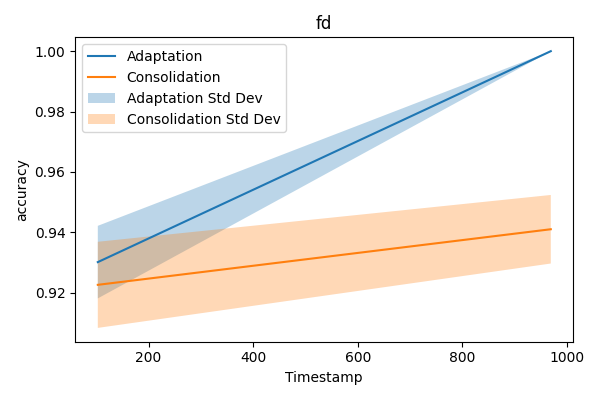 fd
Adaptation
Consolidation
Adaptation Std Dev
Consolidation Std Dev
accuracy
1.00
0.98
0.96
0.94
0.92
200
400
600
800
1000
Timestamp